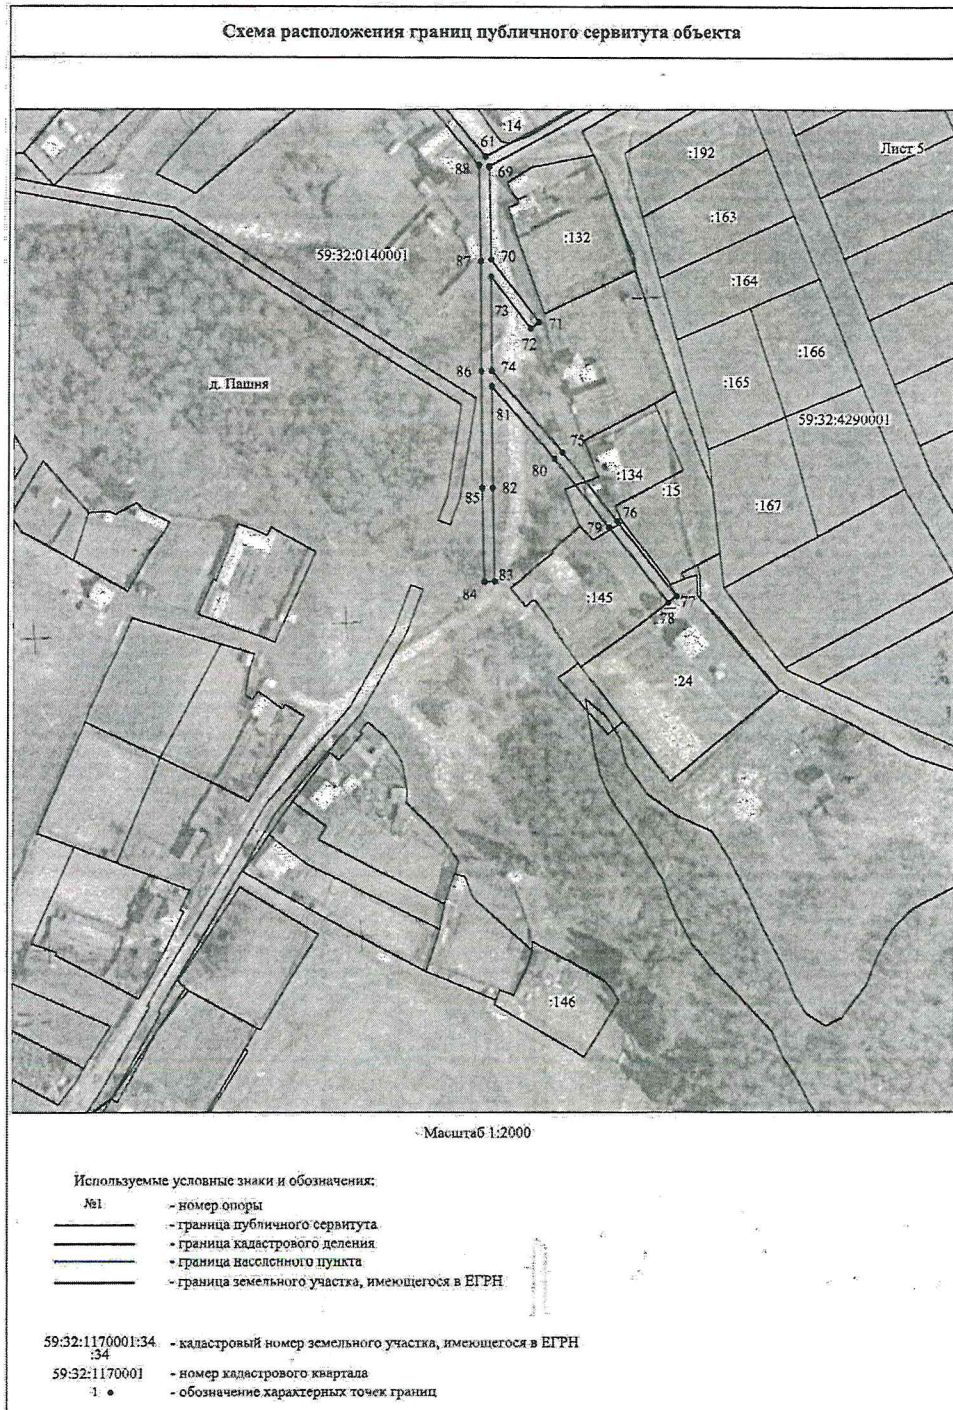 Схема расположения границ публичного сервитута объекта
:14
61
88
69
:192
Лист 5
:163
:132
59:32:0140001
87
70
:164
73
71
72
:166
86
74
:165
д. Пашня
81
59:32:4290001
75
80
:134
85
82
:15
:167
76
79
84
83
:145
77
78
:24
:146
Масштаб 1:2000
Используемые условные знаки и обозначения:
№1 - номер опоры
- граница публичного сервитута
- граница кадастрового деления
- граница населенного пункта
- граница земельного участка, имеющегося в ЕГРН
59:32:1170001:34 - кадастровый номер земельного участка, имеющегося в ЕГРН
:34
59:32:1170001 - номер кадастрового квартала
1 • - обозначение характерных точек границ